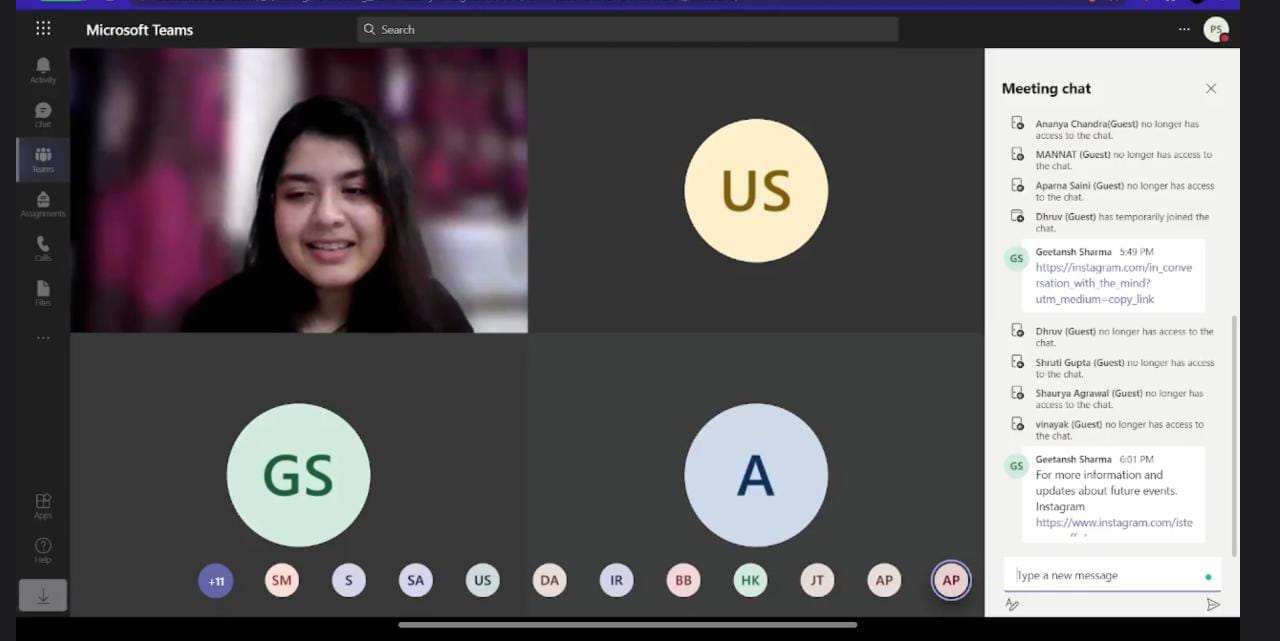 Microsoft Teams
Search
PS
Activity
Chat
Teams
Assignments
Calls
Files
Apps
Help
US
GS
A
+11
SM
S
SA
US
DA
IR
BB
HK
JT
AP
AP
Meeting chat
Ananya Chandra(Guest) no longer has
access to the chat.
MANNAT (Guest) no longer has access to
the chat.
Aparna Saini (Guest) no longer has access
to the chat.
Dhruv (Guest) has temporarily joined the
chat.
GS
Geetansh Sharma 5:49 PM
https://instagram.com/in_conve
rsation_with_the_mind?
utm_medium=copy_link
Dhruv (Guest) no longer has access to the
chat.
Shruti Gupta (Guest) no longer has access
to the chat.
Shaurya Agrawal (Guest) no longer has
access to the chat.
vinayak (Guest) no longer has access to
the chat.
GS
Geetansh Sharma 6:01 PM
For more information and
updates about future events.
Instagram
https://www.instagram.com/iste
Type a new message